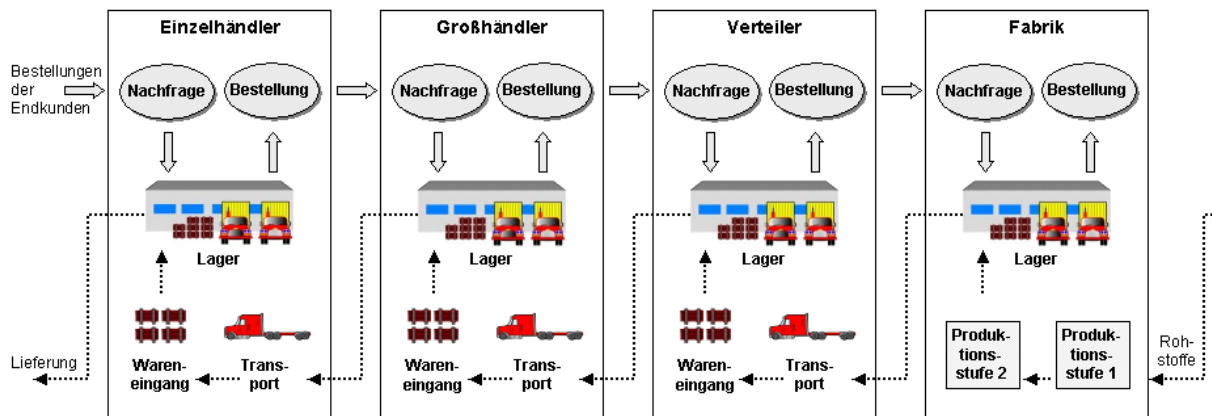 Einzelhändler
Großhändler
Verteiler
Fabrik
Bestellungen
der
Endkunden
Nachfrage
Bestellung
Nachfrage
Bestellung
Nachfrage
Bestellung
Nachfrage
Bestellung
Lager
Lager
Lager
Lager
Lieferung
Waren-
eingang
Trans-
port
Waren-
eingang
Trans-
port
Waren-
eingang
Trans-
port
Produk-
tions-
stufe 2
Produk-
tions-
stufe 1
Roh-
stoffe